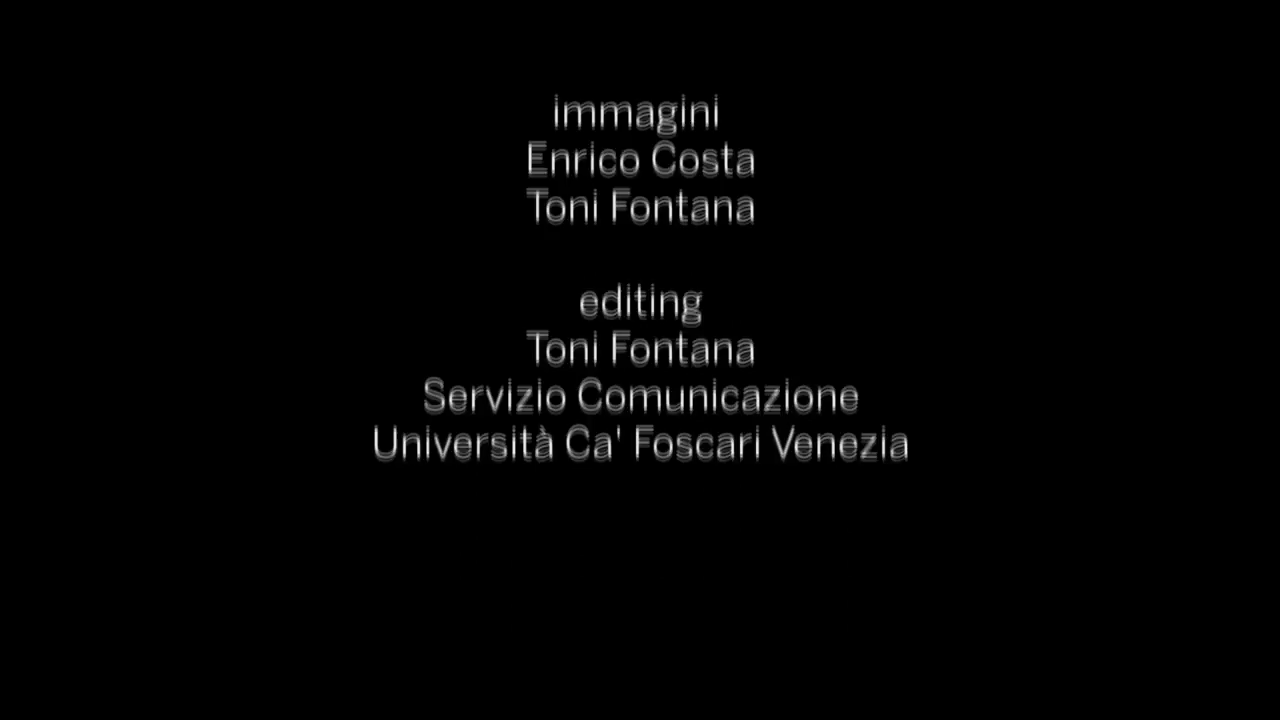 immagini
Enrico Costa
Toni Fontana
editing
Toni Fontana
Servizio Comunicazione
Università Ca' Foscari Venezia